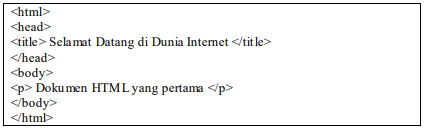 <html>
<head>
<title> Selamat Datang di Dunia Internet </title>
</head>
<body>
<p> Dokumen HTML yang pertama </p>
</body>
</html>